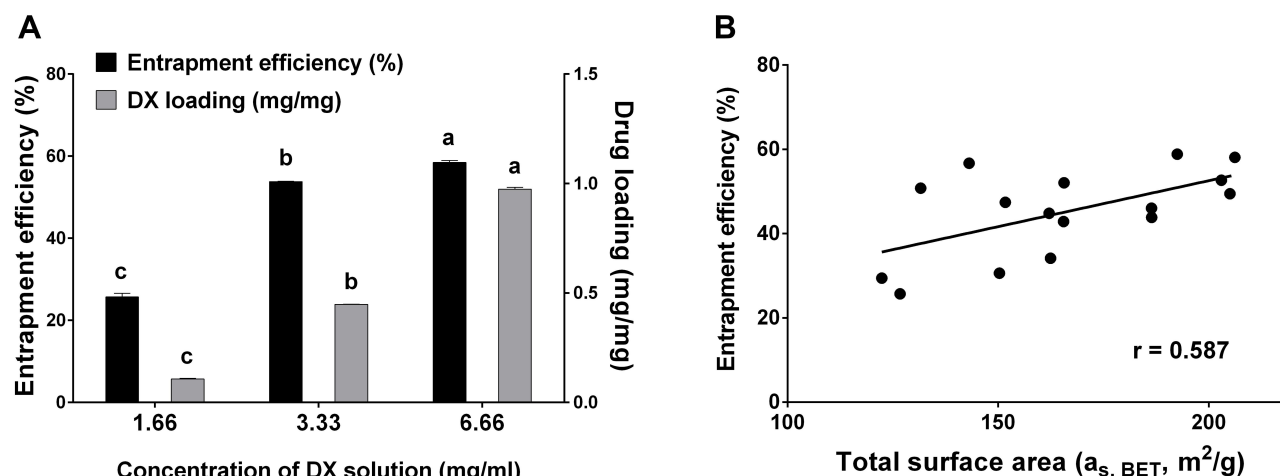 A
Entrapment efficiency (%)
DX loading (mg/mg)
Entrapment efficiency (%)
80
60
40
20
0
c
c
b
b
a
a
1.5
1.0
0.5
0.0
Drug loading (mg/mg)
1.66
3.33
6.66
Concentration of DX solution (mg/ml)
B
Entrapment efficiency (%)
80
60
40
20
0
r = 0.587
100
150
200
Total surface area (as, BET, m²/g)